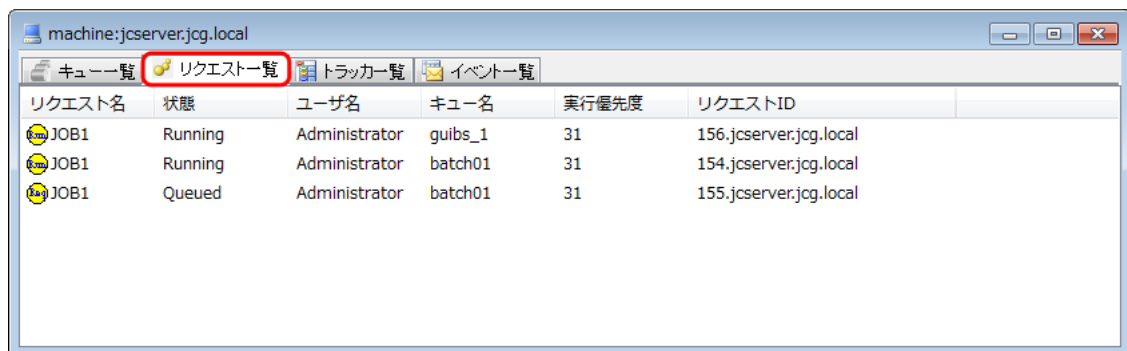 machine:jcserver.jcg.local
キュー一覧 リクエスト一覧 トラッカー一覧 イベント一覧
リクエスト名 状態 ユーザ名 キュー名 実行優先度 リクエストID
JOB1 Running Administrator guibs_1 31 156.jcserver.jcg.local
JOB1 Running Administrator batch01 31 154.jcserver.jcg.local
JOB1 Queued Administrator batch01 31 155.jcserver.jcg.local